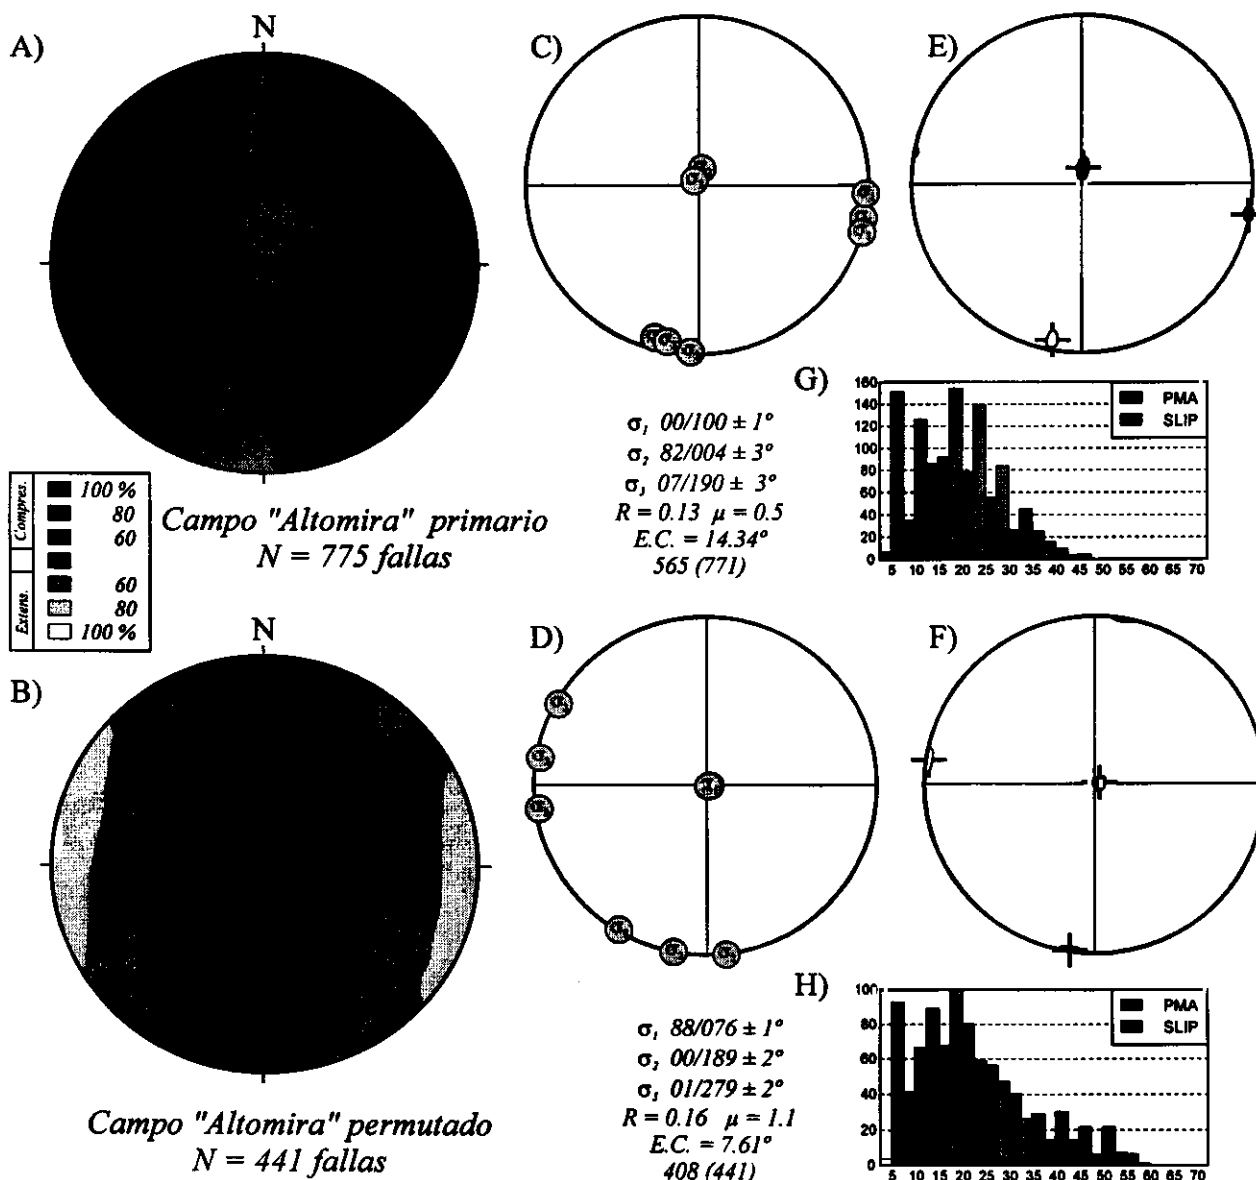 A)
N
Compres.
Extens.
100 %
80
60
60
80
100 %
Campo "Altomira" primario
N = 775 fallas
C)
E)
σ₁ 00/100 ± 1°
σ₂ 82/004 ± 3°
σ₃ 07/190 ± 3°
R = 0.13 μ = 0.5
E.C. = 14.34°
565 (771)
G)
160
140
120
100
80
60
40
20
0
PMA
SLIP
5 10 15 20 25 30 35 40 45 50 55 60 65 70
B)
N
Campo "Altomira" permutado
N = 441 fallas
D)
F)
σ₁ 88/076 ± 1°
σ₂ 00/189 ± 2°
σ₃ 01/279 ± 2°
R = 0.16 μ = 1.1
E.C. = 7.61°
408 (441)
H)
100
80
60
40
20
0
PMA
SLIP
5 10 15 20 25 30 35 40 45 50 55 60 65 70